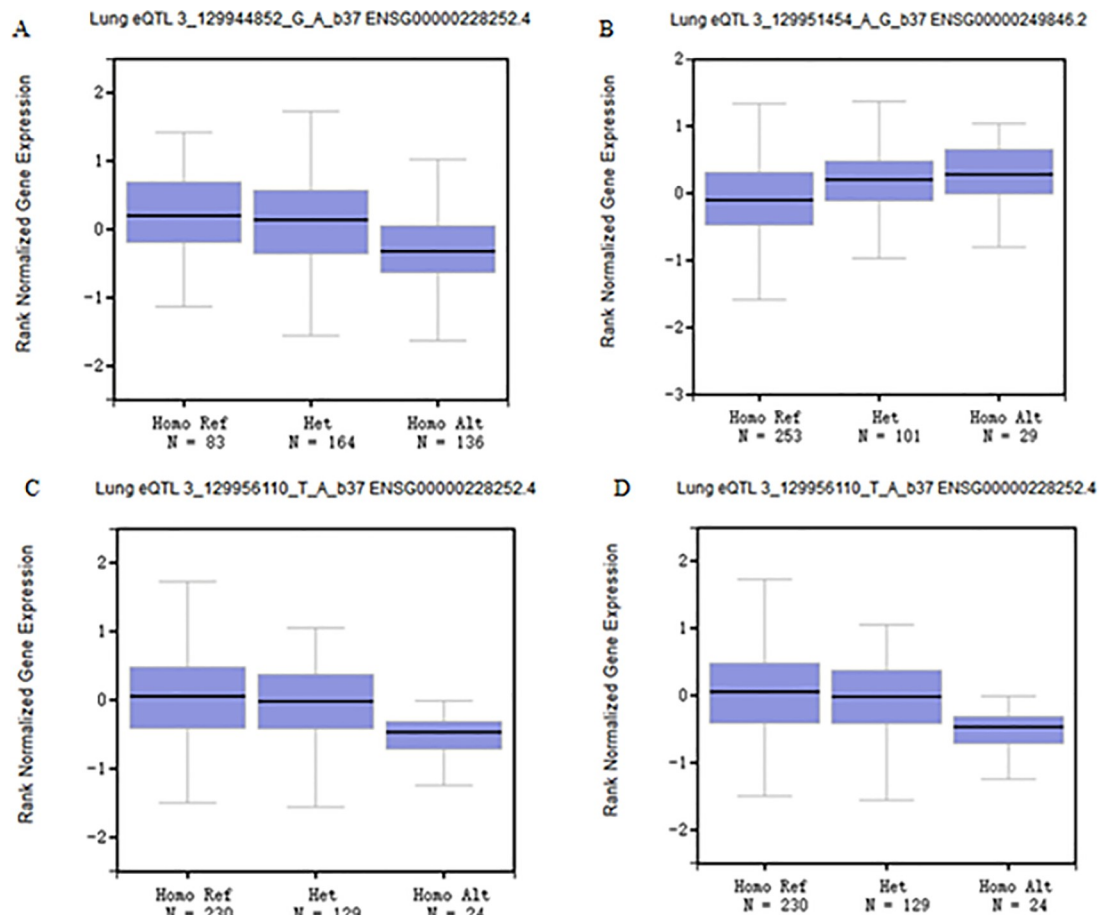 A
Lung eQTL 3_129944852_G_A_b37 ENSG00000228252.4
Rank Normalized Gene Expression
2
1
0
-1
-2
Homo Ref Het Homo Alt
N = 83 N = 164 N = 136
B
Lung eQTL 3_129951454_A_G_b37 ENSG00000249846.2
Rank Normalized Gene Expression
2
1
0
-1
-2
-3
Homo Ref Het Homo Alt
N = 253 N = 101 N = 29
C
Lung eQTL 3_129956110_T_A_b37 ENSG00000228252.4
Rank Normalized Gene Expression
2
1
0
-1
-2
Homo Ref Het Homo Alt
N = 230 N = 129 N = 24
D
Lung eQTL 3_129956110_T_A_b37 ENSG00000228252.4
Rank Normalized Gene Expression
2
1
0
-1
-2
Homo Ref Het Homo Alt
N = 230 N = 129 N = 24